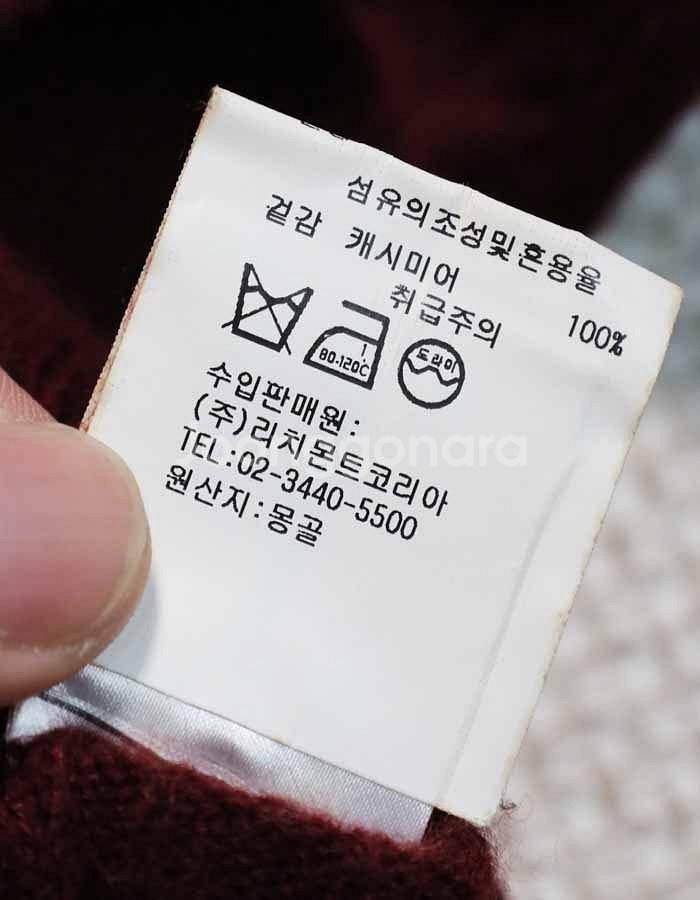 섬유의조성및혼용율
겉감 캐시미어 100%
취급주의
80-120℃
드라이
수입판매원:
(주)리치몬트코리아
TEL:02-3440-5500
원산지:몽골